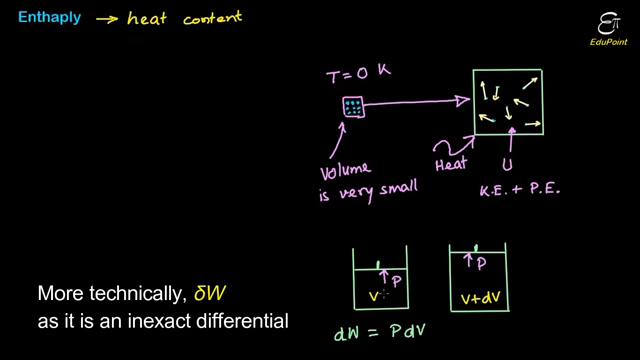 Enthaply → heat content
επ
EduPoint
T = 0 K
Volume
is very small
Heat
U
K.E. + P.E.
P
V
P
V+dV
dW = PdV
More technically, δW
as it is an inexact differential